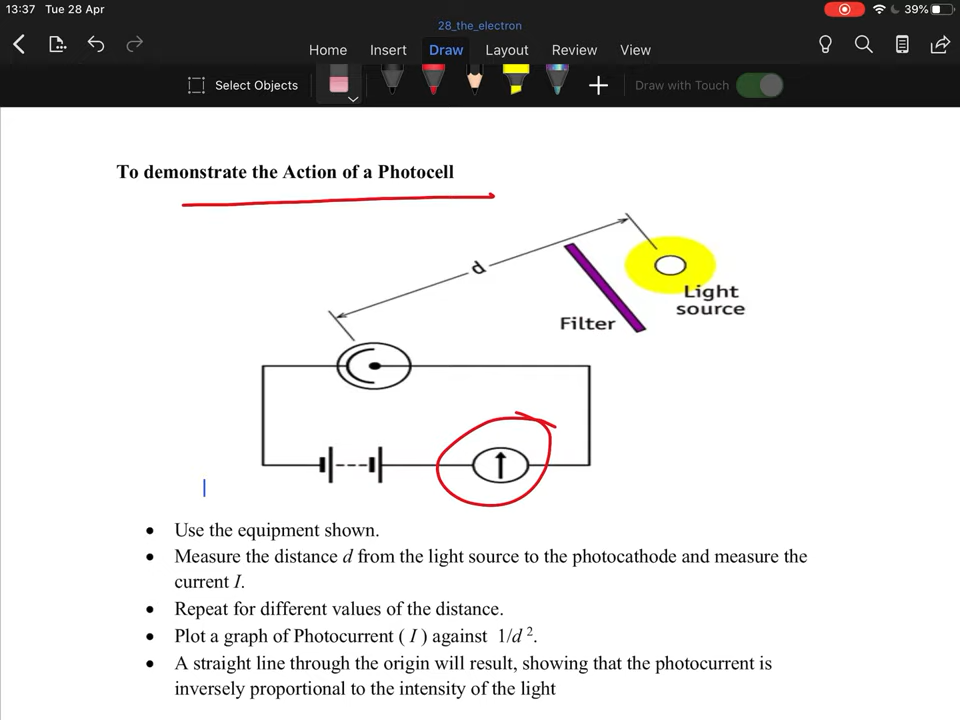 13:37 Tue 28 Apr
39%
28_the_electron
Home Insert Draw Layout Review View
Select Objects
Draw with Touch
To demonstrate the Action of a Photocell
d
Light
source
Filter
• Use the equipment shown.
• Measure the distance d from the light source to the photocathode and measure the
current I.
• Repeat for different values of the distance.
• Plot a graph of Photocurrent ( I ) against 1/d ².
• A straight line through the origin will result, showing that the photocurrent is
inversely proportional to the intensity of the light